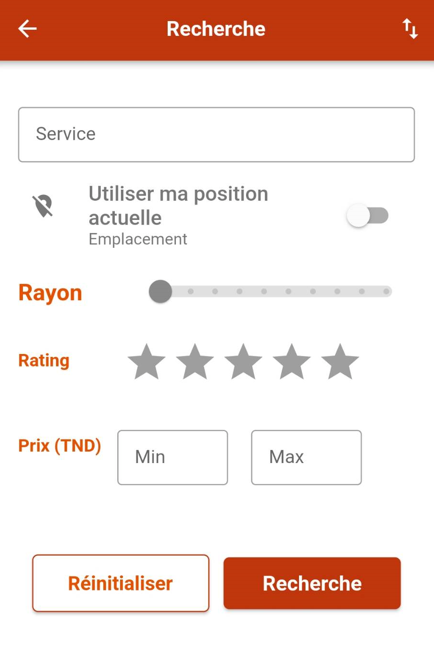 Recherche
Service
Utiliser ma position
actuelle
Emplacement
Rayon
Rating
Prix (TND)
Min
Max
Réinitialiser
Recherche